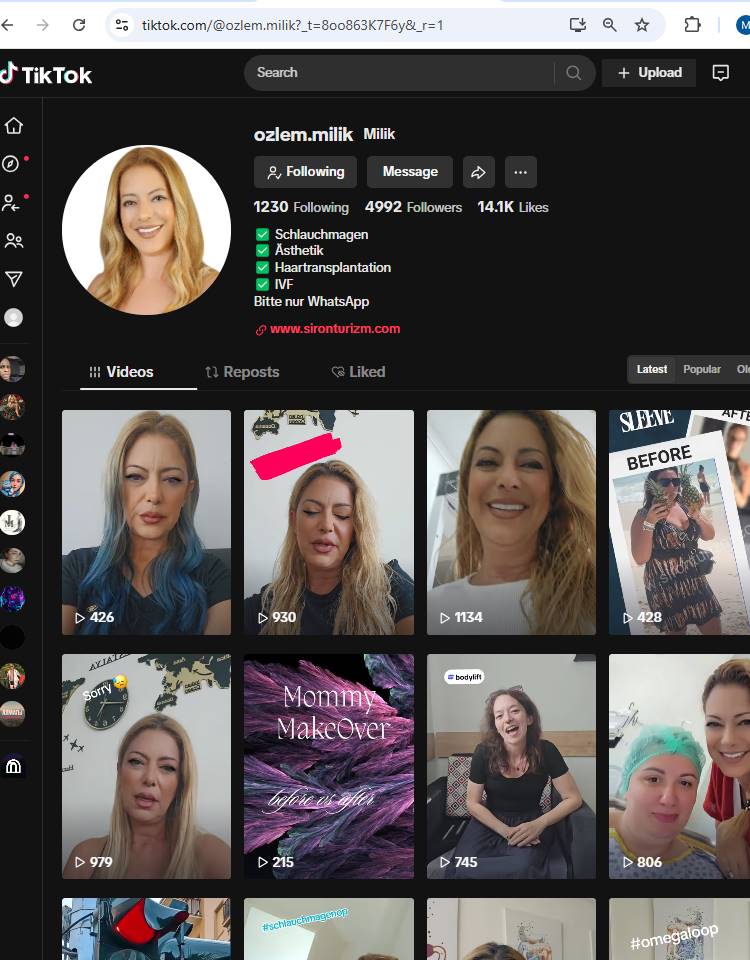 tiktok.com/@ozlem.milik?_t=8oo863K7F6y&_r=1
M
TikTok
Search
Upload
ozlem.milik Milik
Following
Message
1230 Following 4992 Followers 14.1K Likes
✅ Schlauchmagen
✅ Ästhetik
✅ Haartransplantation
✅ IVF
Bitte nur WhatsApp
www.sironturizm.com
Videos
Reposts
Liked
Latest Popular
426
930
1134
SLEEVE
BEFORE
428
Sorry 😓
979
Mommy
MakeOver
before vs after
215
# bodylift
745
806
#schlauchmagenop
#omegaloop